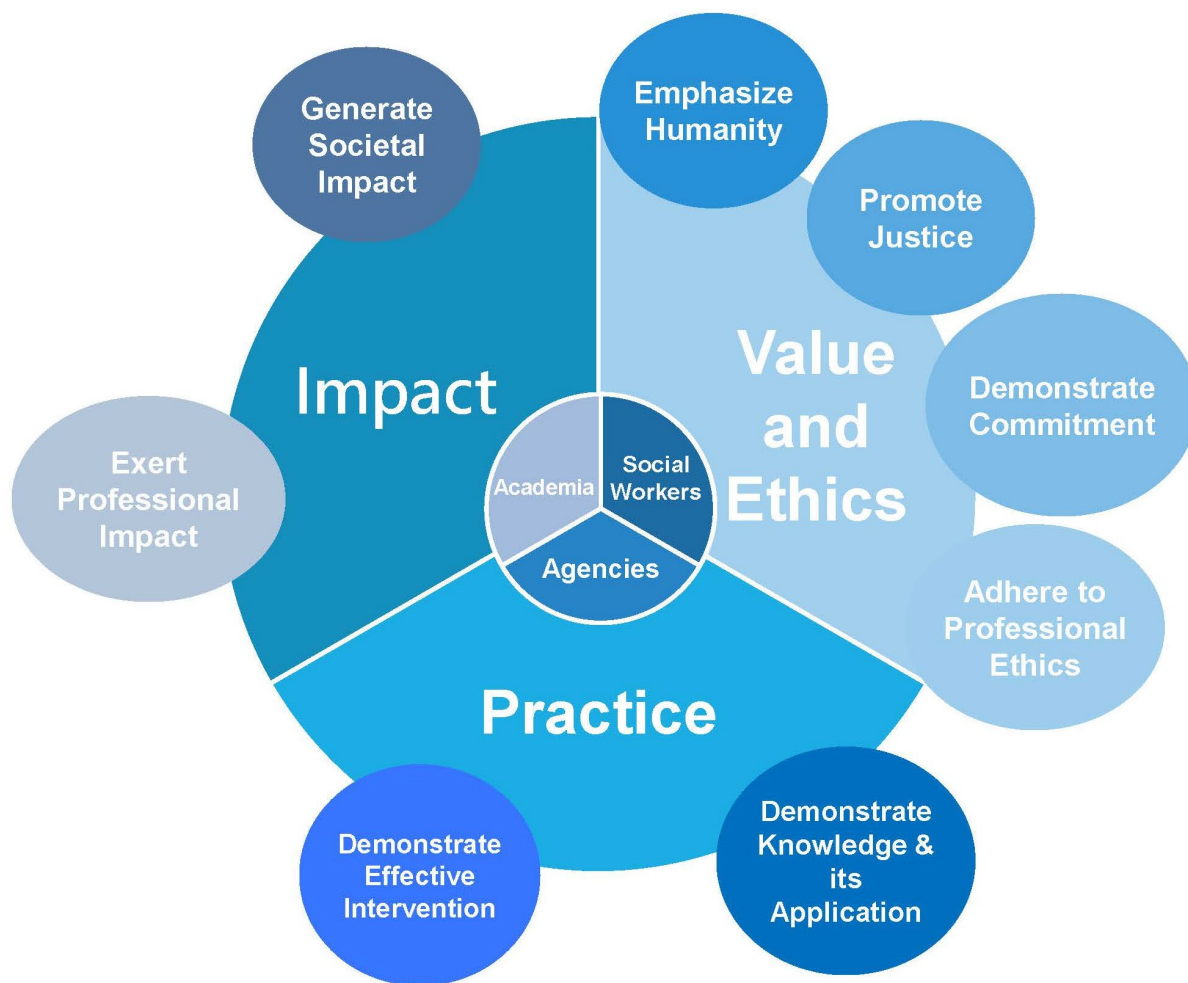 Generate
Societal
Impact
Emphasize
Humanity
Promote
Justice
Demonstrate
Commitment
Adhere to
Professional
Ethics
Value
and
Ethics
Impact
Exert
Professional
Impact
Academia
Social
Workers
Agencies
Practice
Demonstrate
Effective
Intervention
Demonstrate
Knowledge &
its
Application